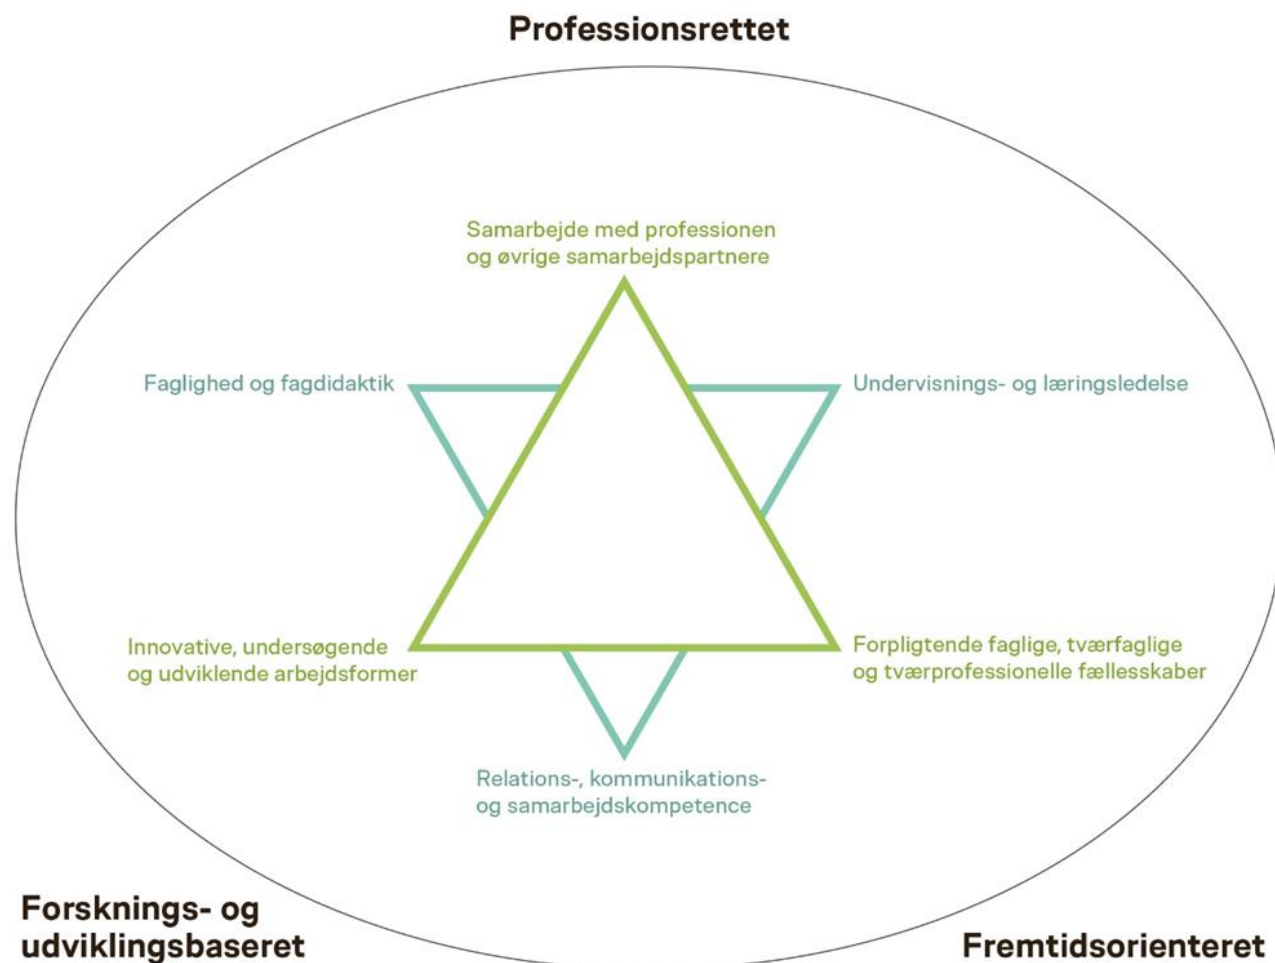 Professionsrettet
Samarbejde med professionen
og øvrige samarbejdspartnere
Faglighed og fagdidaktik
Undervisnings- og læringsledelse
Innovative, undersøgende
og udviklende arbejdsformer
Forpligtende faglige, tværfaglige
og tværprofessionelle fællesskaber
Relations-, kommunikations-
og samarbejdskompetence
Forsknings- og
udviklingsbaseret
Fremtidsorienteret